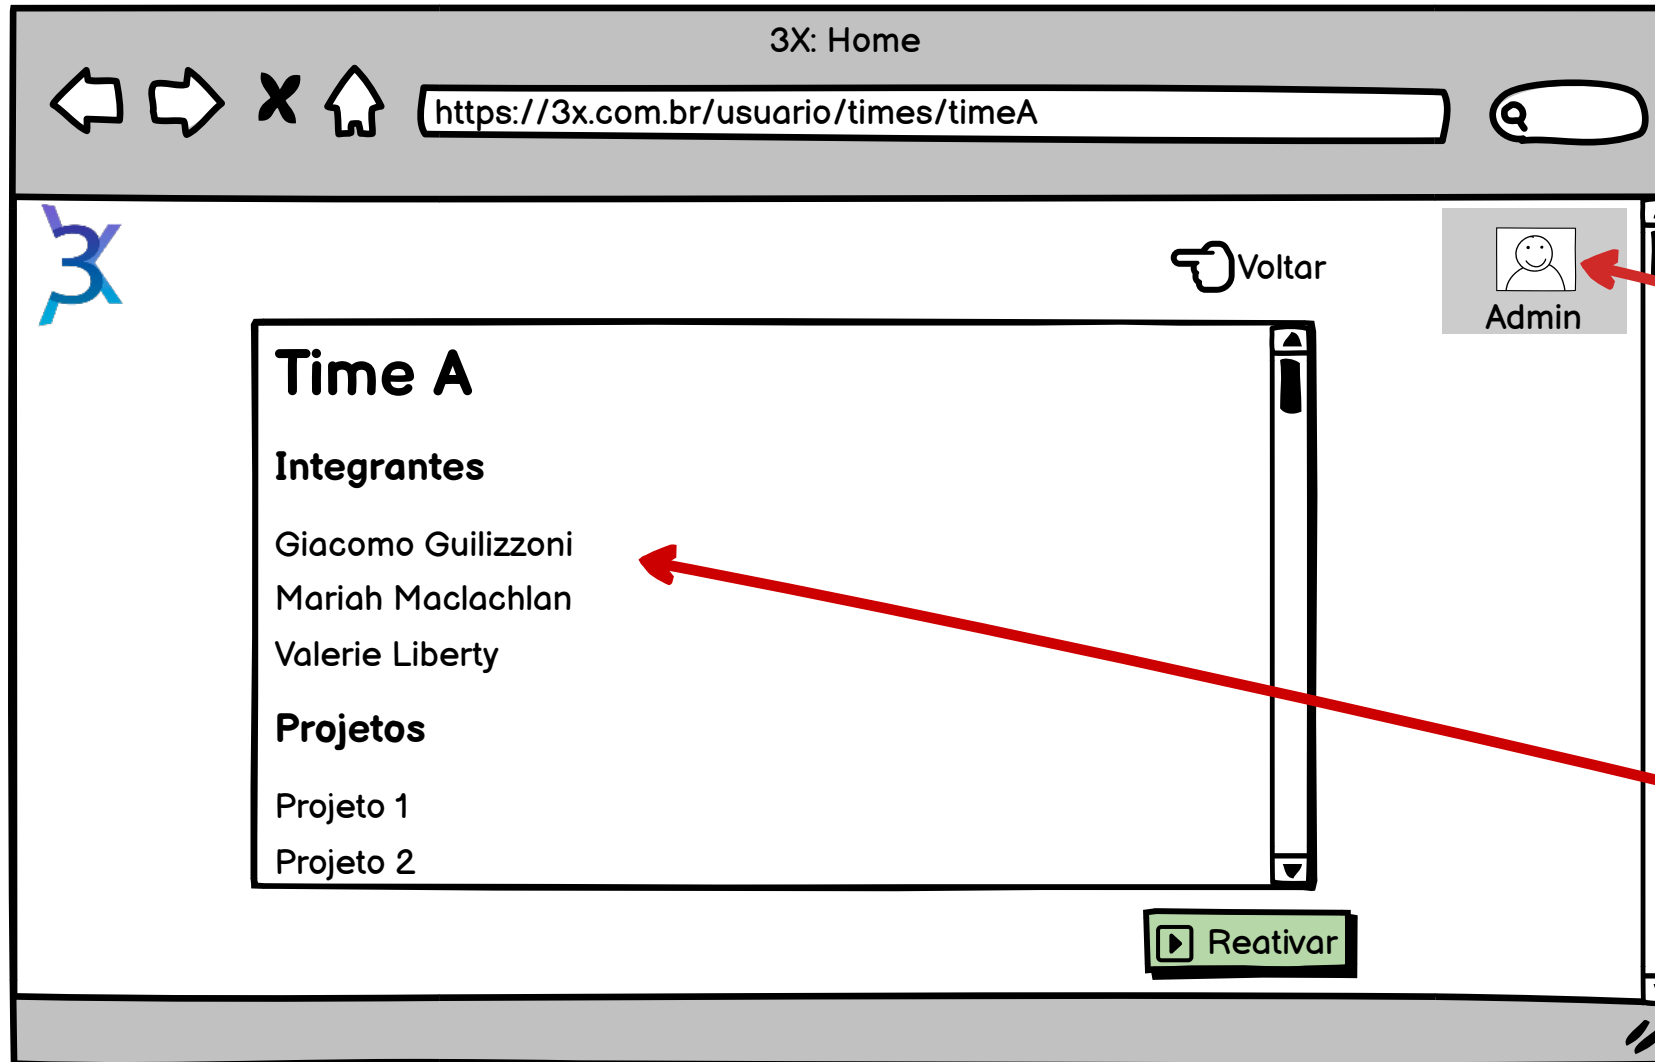 3X: Home
https://3x.com.br/usuario/times/timeA
3X
Voltar
Admin
Time A
Integrantes
Giacomo Guilizzoni
Mariah Maclachlan
Valerie Liberty
Projetos
Projeto 1
Projeto 2
Reativar